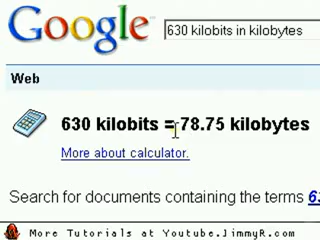 Google
630 kilobits in kilobytes
Web
630 kilobits = 78.75 kilobytes
More about calculator.
Search for documents containing the terms
More Tutorials at Youtube.JimmyR.com